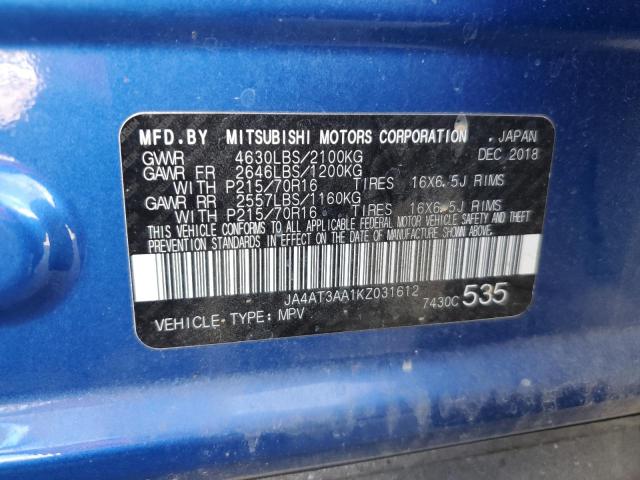 MFD.BY MITSUBISHI MOTORS CORPORATION . JAPAN
GVWR 4630LBS/2100KG DEC 2018
GAWR FR 2646LBS/1200KG
WITH P215/70R16 TIRES 16X6.5J RIMS
GAWR RR 2557LBS/1160KG
WITH P215/70R16 TIRES 16X6.5J RIMS
THIS VEHICLE CONFORMS TO ALL APPLICABLE FEDERAL MOTOR VEHICLE SAFETY AND THEFT
PREVENTION STANDARDS IN EFFECT ON THE DATE OF MANUFACTURE SHOWN ABOVE.
JA4AT3AA1KZ031612
7430C 535
VEHICLE-TYPE: MPV